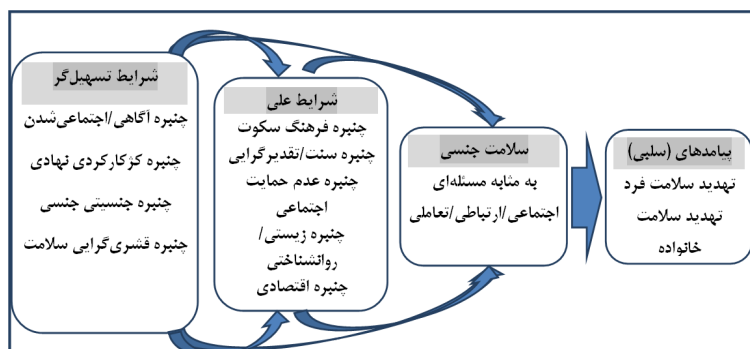 شرایط تسهیل‌گر
چنبره آگاهی/اجتماعی‌شدن
چنبره کژکارکردی نهادی
چنبره جنسیتی جنسی
چنبره قشری‌گرایی سلامت
شرایط علی
چنبره فرهنگ سکوت
چنبره سنت/تقدیرگرایی
چنبره عدم حمایت
اجتماعی
چنبره زیستی/
روانشناختی
چنبره اقتصادی
سلامت جنسی
به مثابه مسئله‌ای
اجتماعی/ارتباطی/تعاملی
پیامدهای (سلبی)
تهدید سلامت فرد
تهدید سلامت
خانواده